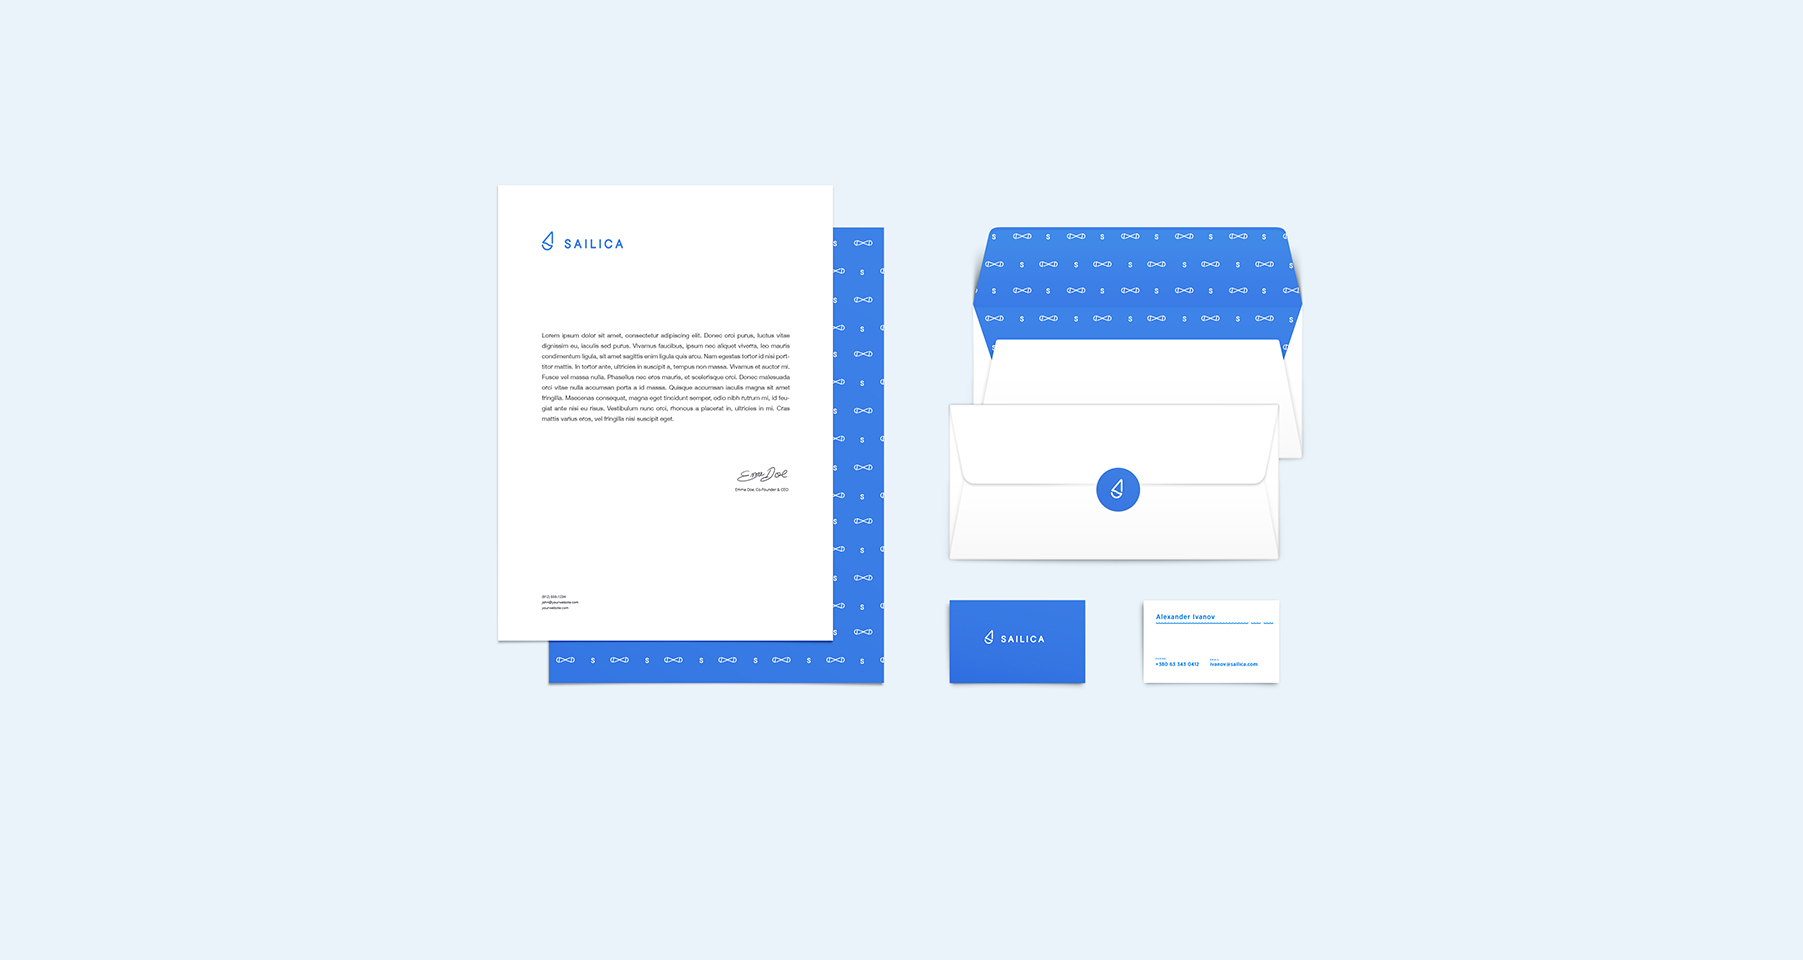 SAILICA
Lorem ipsum dolor sit amet, consectetur adipiscing elit. Donec orci purus, luctus vitae
dignissim eu, iaculis sed purus. Vivamus faucibus, ipsum nec aliquet viverra, leo mauris
condimentum ligula, sit amet sagittis enim ligula quis arcu. Nam egestas tortor id nisi port-
titor mattis. In tortor ante, ultricies in suscipit a, tempus non massa. Vivamus et auctor mi.
Fusce vel massa nulla. Phasellus nec eros mauris, et scelerisque orci. Donec malesuada
orci vitae nulla accumsan porta a id massa. Quisque accumsan iaculis magna sit amet
fringilla. Maecenas consequat, magna eget tincidunt semper, odio nibh rutrum mi, id feu-
giat ante nisi eu risus. Vestibulum nunc orci, rhoncus a placerat in, ultricies in mi. Cras
mattis varius eros, vel fringilla nisi suscipit eget.
Emma Doe
Emma Doe, Co-Founder & CEO
yourwebsite.com
SAILICA
Alexander Ivanov
+380 63 343 0412
ivanov@sailica.com